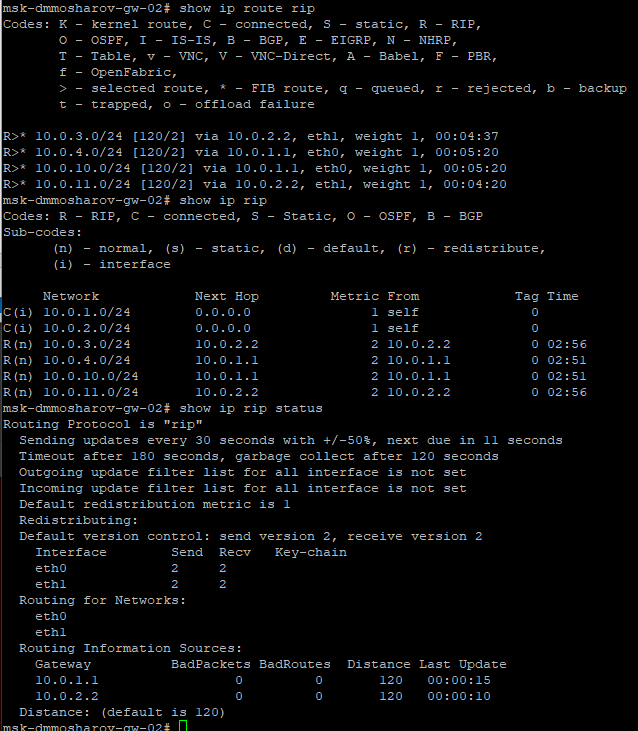 msk-dmmosharov-gw-02# show ip route rip
Codes: K - kernel route, C - connected, S - static, R - RIP,
       O - OSPF, I - IS-IS, B - BGP, E - EIGRP, N - NHRP,
       T - Table, v - VNC, V - VNC-Direct, A - Babel, F - PBR,
       f - OpenFabric,
       > - selected route, * - FIB route, q - queued, r - rejected, b - backup
       t - trapped, o - offload failure

R>* 10.0.3.0/24 [120/2] via 10.0.2.2, eth1, weight 1, 00:04:37
R>* 10.0.4.0/24 [120/2] via 10.0.1.1, eth0, weight 1, 00:05:20
R>* 10.0.10.0/24 [120/2] via 10.0.1.1, eth0, weight 1, 00:05:20
R>* 10.0.11.0/24 [120/2] via 10.0.2.2, eth1, weight 1, 00:04:20
msk-dmmosharov-gw-02# show ip rip
Codes: R - RIP, C - connected, S - Static, O - OSPF, B - BGP
Sub-codes:
      (n) - normal, (s) - static, (d) - default, (r) - redistribute,
      (i) - interface

     Network            Next Hop         Metric From            Tag Time
C(i) 10.0.1.0/24        0.0.0.0               1 self              0
C(i) 10.0.2.0/24        0.0.0.0               1 self              0
R(n) 10.0.3.0/24        10.0.2.2              2 10.0.2.2          0 02:56
R(n) 10.0.4.0/24        10.0.1.1              2 10.0.1.1          0 02:51
R(n) 10.0.10.0/24       10.0.1.1              2 10.0.1.1          0 02:51
R(n) 10.0.11.0/24       10.0.2.2              2 10.0.2.2          0 02:56
msk-dmmosharov-gw-02# show ip rip status
Routing Protocol is "rip"
  Sending updates every 30 seconds with +/-50%, next due in 11 seconds
  Timeout after 180 seconds, garbage collect after 120 seconds
  Outgoing update filter list for all interface is not set
  Incoming update filter list for all interface is not set
  Default redistribution metric is 1
  Redistributing:
  Default version control: send version 2, receive version 2
    Interface        Send  Recv   Key-chain
    eth0             2     2
    eth1             2     2
  Routing for Networks:
    eth0
    eth1
  Routing Information Sources:
    Gateway          BadPackets BadRoutes  Distance Last Update
    10.0.1.1                 0         0       120   00:00:15
    10.0.2.2                 0         0       120   00:00:10
  Distance: (default is 120)
msk-dmmosharov-gw-02#